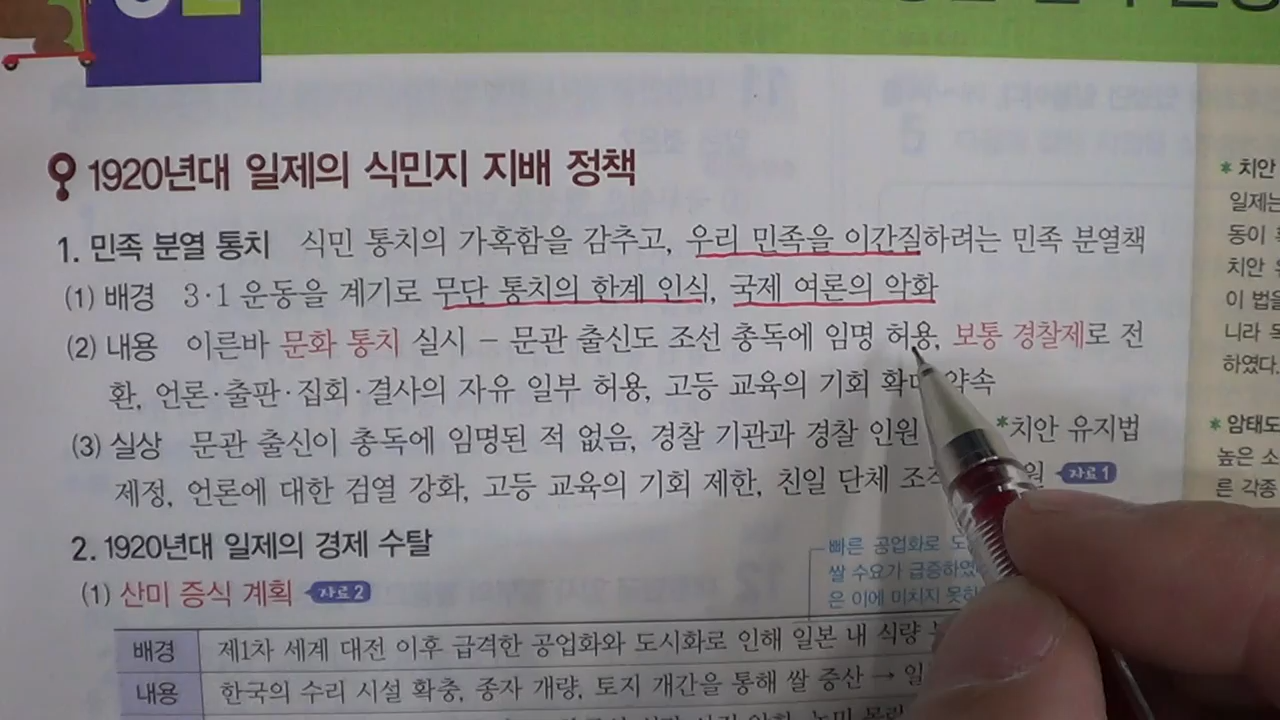 1920년대 일제의 식민지 지배 정책
1. 민족 분열 통치 식민 통치의 가혹함을 감추고, 우리 민족을 이간질하려는 민족 분열책
(1) 배경 3·1 운동을 계기로 무단 통치의 한계 인식, 국제 여론의 악화
(2) 내용 이른바 문화 통치 실시 – 문관 출신도 조선 총독에 임명 허용, 보통 경찰제로 전
환, 언론·출판·집회·결사의 자유 일부 허용, 고등 교육의 기회 확대 약속
(3) 실상 문관 출신이 총독에 임명된 적 없음, 경찰 기관과 경찰 인원 *치안 유지법
제정, 언론에 대한 검열 강화, 고등 교육의 기회 제한, 친일 단체 조직 원 자료1
2. 1920년대 일제의 경제 수탈
(1) 산미 증식 계획 자료2
빠른 공업화로
쌀 수요가 급증하였
은 이에 미치지 못하
배경 제1차 세계 대전 이후 급격한 공업화와 도시화로 인해 일본 내 식량
내용 한국의 수리 시설 확충, 종자 개량, 토지 개간을 통해 쌀 증산 → 일
* 치안
일제는
동이
치안
이 법을
니라
하였다.
* 암태도
높은 소
른 각종